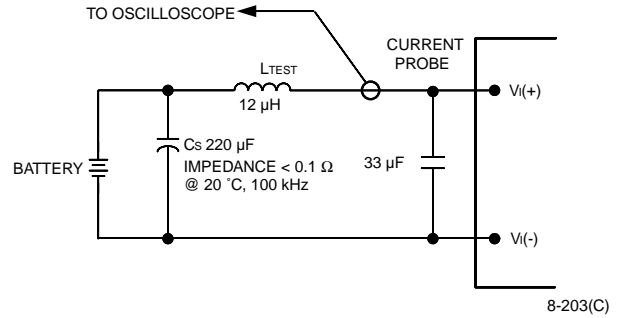 TO OSCILLOSCOPE
CURRENT
PROBE
LTEST
12 µH
VI(+)
CS 220 µF
IMPEDANCE < 0.1 Ω
@ 20 ˚C, 100 kHz
BATTERY
33 µF
VI(-)
8-203(C)